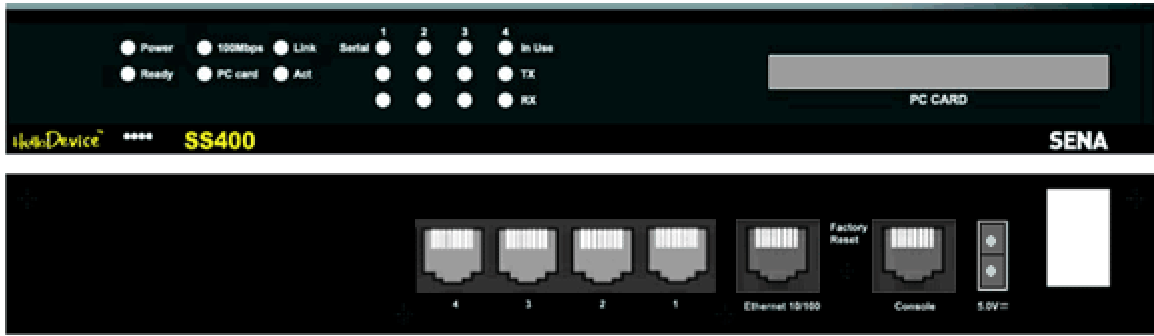 1 2 3 4
Power 100Mbps Link Serial In Use
Ready PC card Act TX
RX
PC CARD
HelloDevice™ SS400 SENA
Factory
Reset
4 3 2 1 Ethernet 10/100 Console 5.0V⎓